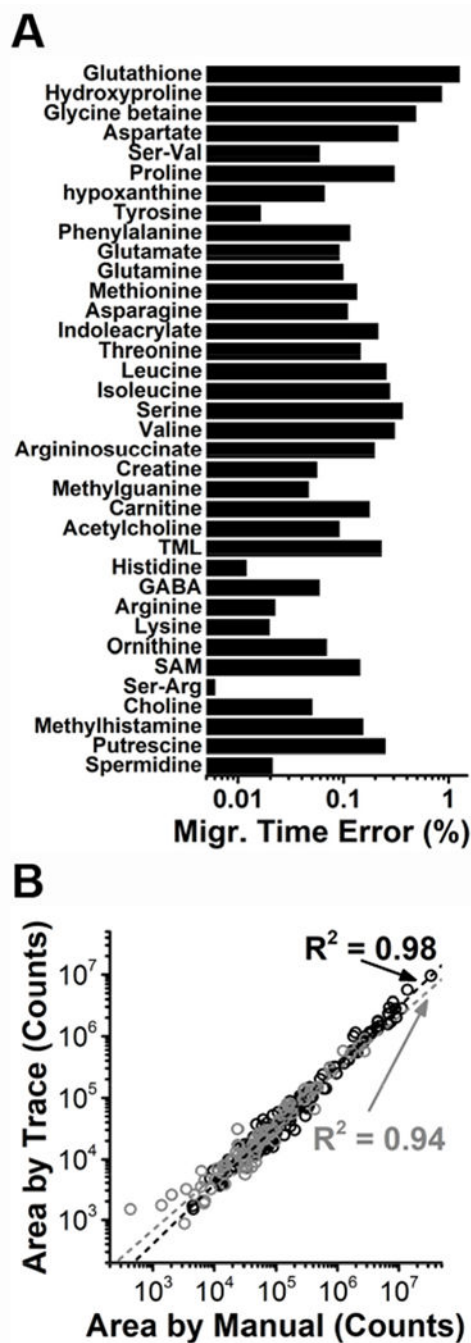 A
Glutathione
Hydroxyproline
Glycine betaine
Aspartate
Ser-Val
Proline
hypoxanthine
Tyrosine
Phenylalanine
Glutamate
Glutamine
Methionine
Asparagine
Indoleacrylate
Threonine
Leucine
Isoleucine
Serine
Valine
Argininosuccinate
Creatine
Methylguanine
Carnitine
Acetylcholine
TML
Histidine
GABA
Arginine
Lysine
Ornithine
SAM
Ser-Arg
Choline
Methylhistamine
Putrescine
Spermidine
0.01 0.1 1
Migr. Time Error (%)
B
Area by Trace (Counts)
10⁷
10⁶
10⁵
10⁴
10³
R² = 0.98
R² = 0.94
10³ 10⁴ 10⁵ 10⁶ 10⁷
Area by Manual (Counts)